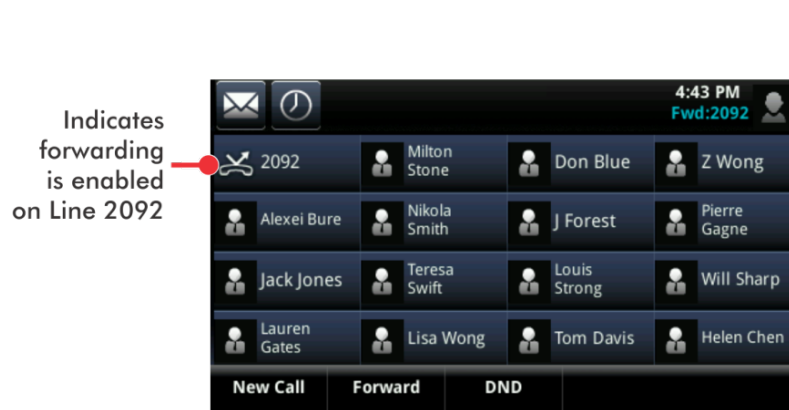 Indicates
forwarding
is enabled
on Line 2092
4:43 PM
Fwd:2092
2092
Milton
Stone
Don Blue
Z Wong
Alexei Bure
Nikola
Smith
J Forest
Pierre
Gagne
Jack Jones
Teresa
Swift
Louis
Strong
Will Sharp
Lauren
Gates
Lisa Wong
Tom Davis
Helen Chen
New Call
Forward
DND